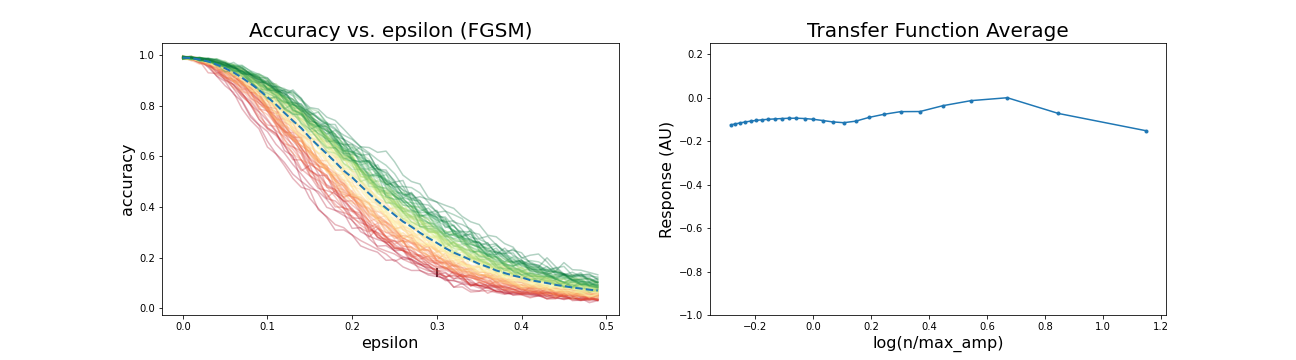 Accuracy vs. epsilon (FGSM)
accuracy
1.0
0.8
0.6
0.4
0.2
0.0
0.0 0.1 0.2 0.3 0.4 0.5
epsilon
Transfer Function Average
Response (AU)
0.2
0.0
−0.2
−0.4
−0.6
−0.8
−1.0
−0.2 0.0 0.2 0.4 0.6 0.8 1.0 1.2
log(n/max_amp)